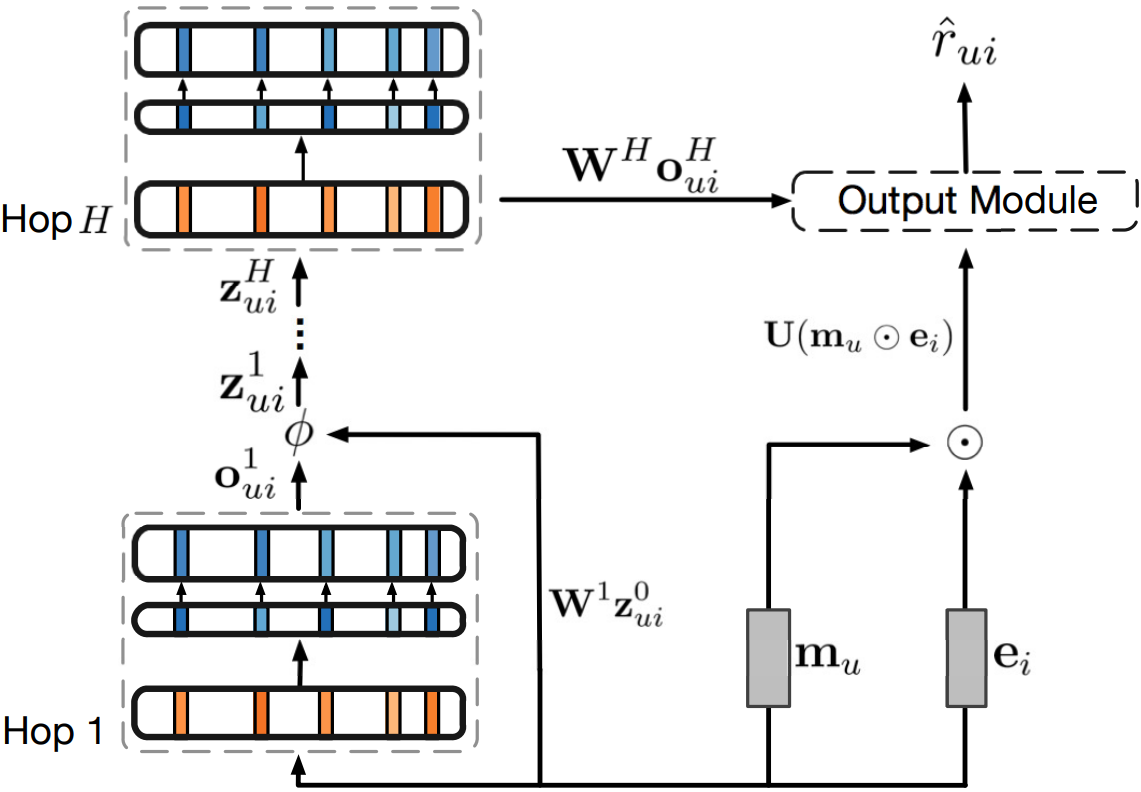 $\hat{r}_{ui}$
$\mathbf{W}^{H}\mathbf{o}_{ui}^{H}$
Output Module
Hop $H$
$\mathbf{z}_{ui}^{H}$
⋮
$\mathbf{U}(\mathbf{m}_u \odot \mathbf{e}_i)$
$\mathbf{z}_{ui}^{1}$
$\phi$
$\odot$
$\mathbf{o}_{ui}^{1}$
$\mathbf{W}^{1}\mathbf{z}_{ui}^{0}$
$\mathbf{m}_u$
$\mathbf{e}_i$
Hop 1